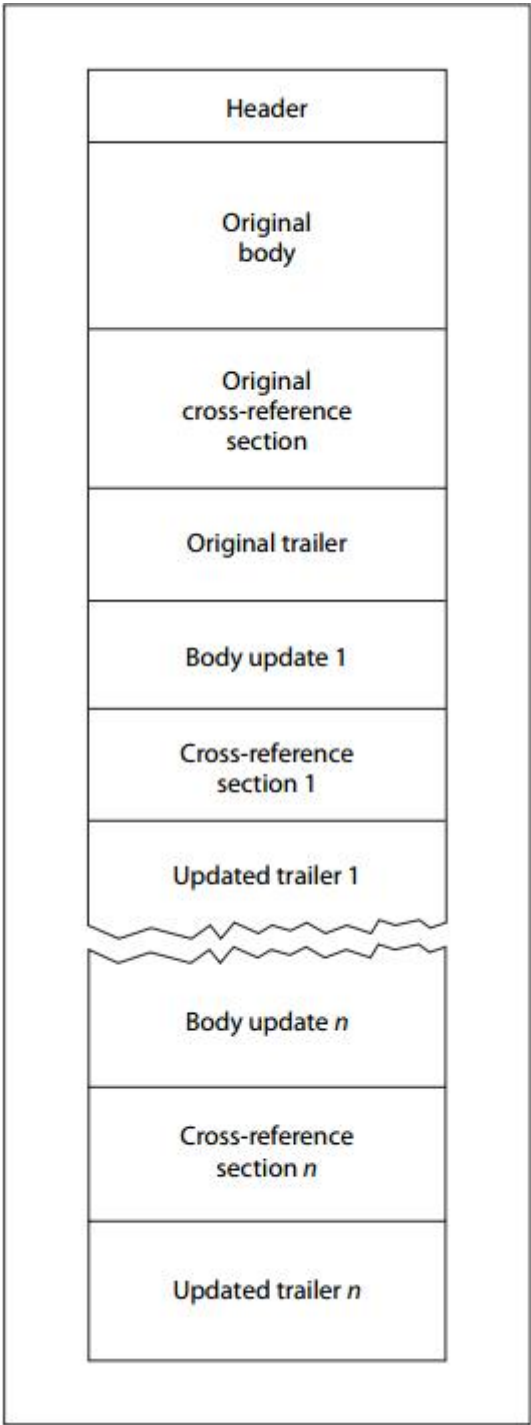 Header
Original
body
Original
cross-reference
section
Original trailer
Body update 1
Cross-reference
section 1
Updated trailer 1
Body update n
Cross-reference
section n
Updated trailer n